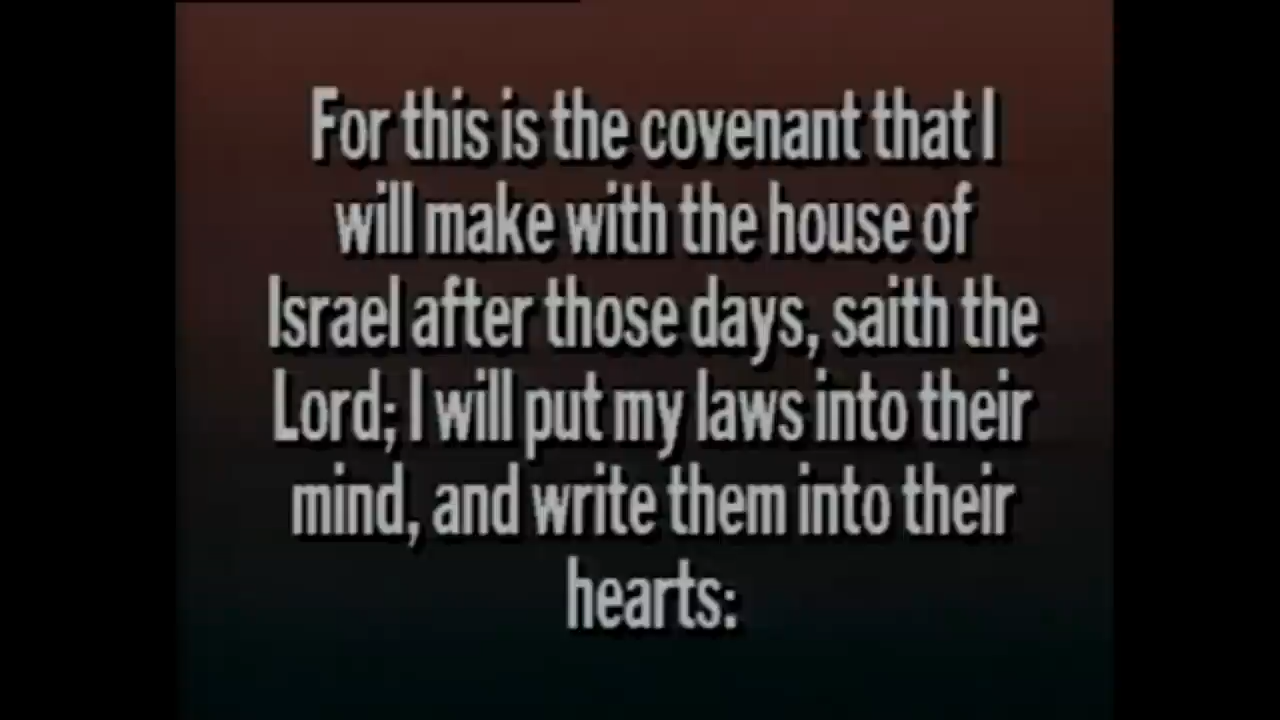 For this is the covenant that I
will make with the house of
Israel after those days, saith the
Lord; I will put my laws into their
mind, and write them into their
hearts: